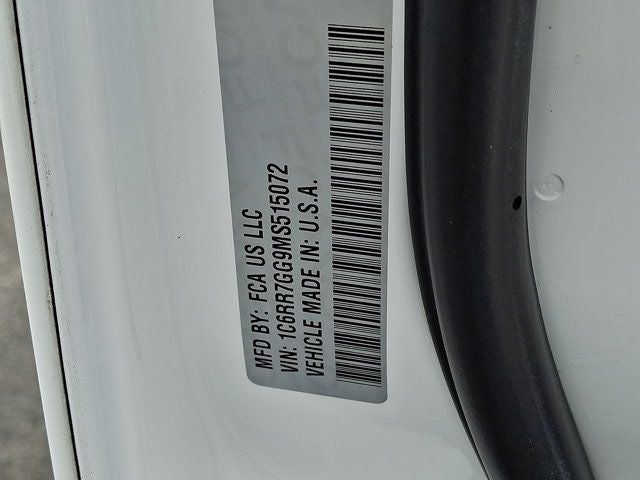 MFD BY: FCA US LLC
VIN: 1C6RR7GG9MS515072
VEHICLE MADE IN: U.S.A.